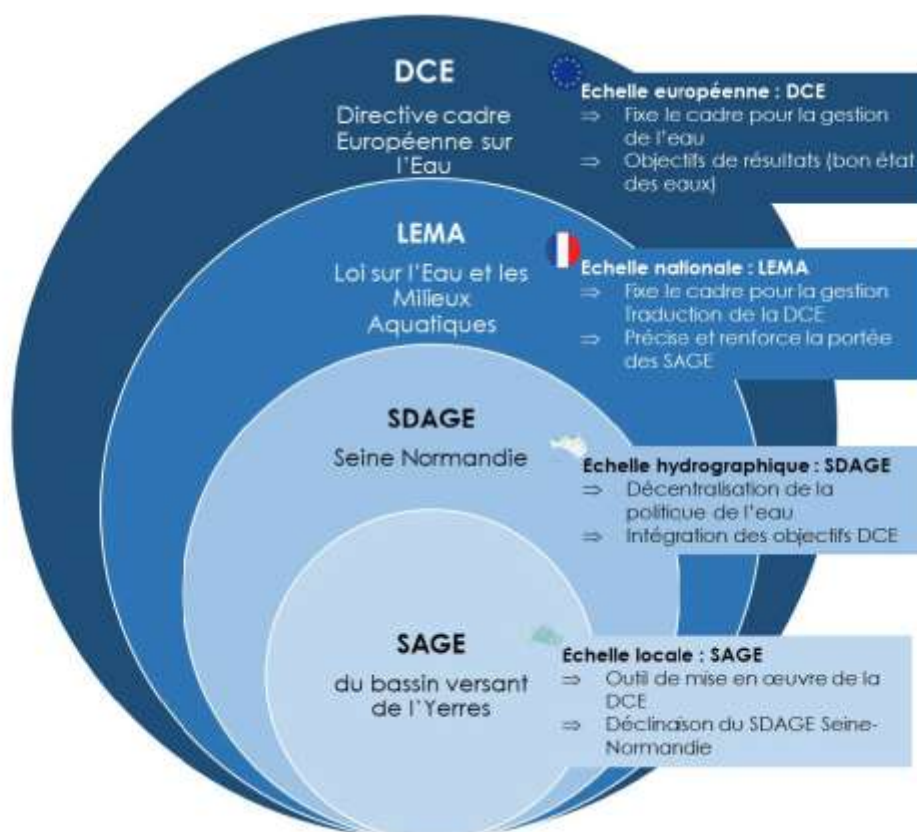 DCE
Directive cadre
Européenne sur
l'Eau
Echelle européenne : DCE
⇒ Fixe le cadre pour la gestion
de l'eau
⇒ Objectifs de résultats (bon état
des eaux)
LEMA
Loi sur l'Eau et les
Milieux
Aquatiques
Echelle nationale : LEMA
⇒ Fixe le cadre pour la gestion
Traduction de la DCE
⇒ Précise et renforce la portée
des SAGE
SDAGE
Seine Normandie
Echelle hydrographique : SDAGE
⇒ Décentralisation de la
politique de l'eau
⇒ Intégration des objectifs DCE
SAGE
du bassin versant
de l'Yerres
Echelle locale : SAGE
⇒ Outil de mise en œuvre de la
DCE
⇒ Déclinaison du SDAGE Seine-
Normandie